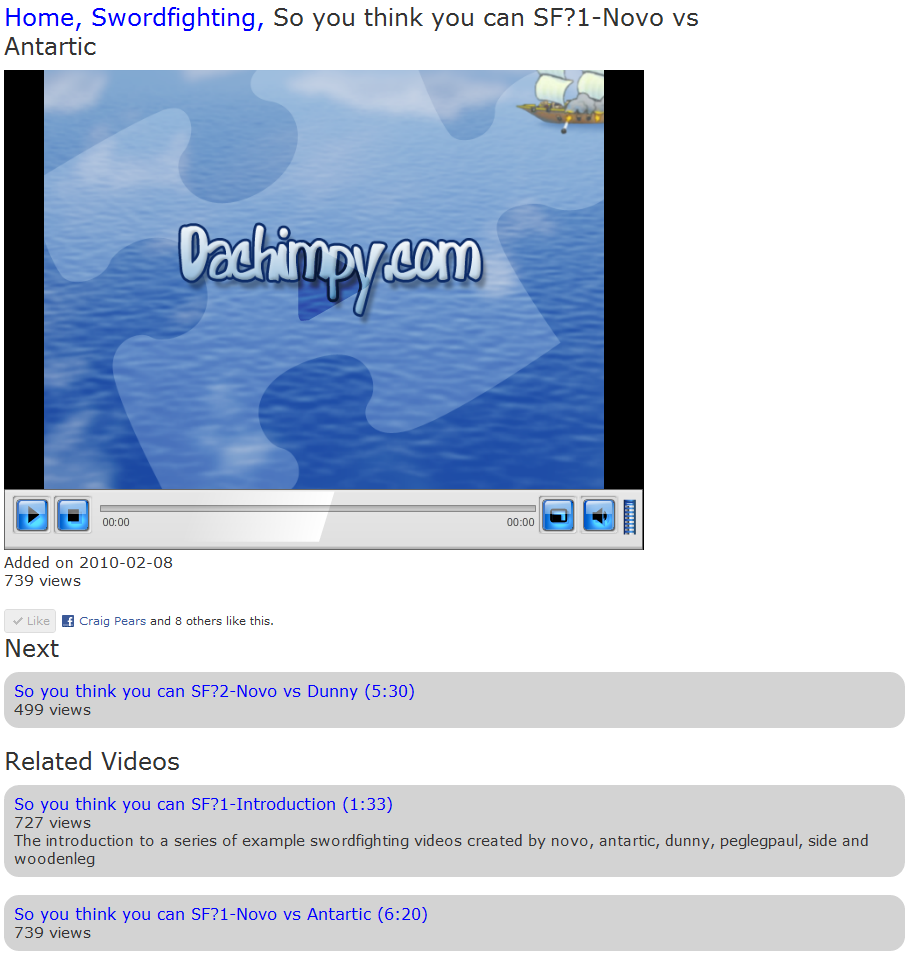 Home, Swordfighting, So you think you can SF?1-Novo vs
Antartic
Dachimpy.com
00:00
00:00
Added on 2010-02-08
739 views
Like
Craig Pears and 8 others like this.
Next
So you think you can SF?2-Novo vs Dunny (5:30)
499 views
Related Videos
So you think you can SF?1-Introduction (1:33)
727 views
The introduction to a series of example swordfighting videos created by novo, antartic, dunny, peglegpaul, side and
woodenleg
So you think you can SF?1-Novo vs Antartic (6:20)
739 views